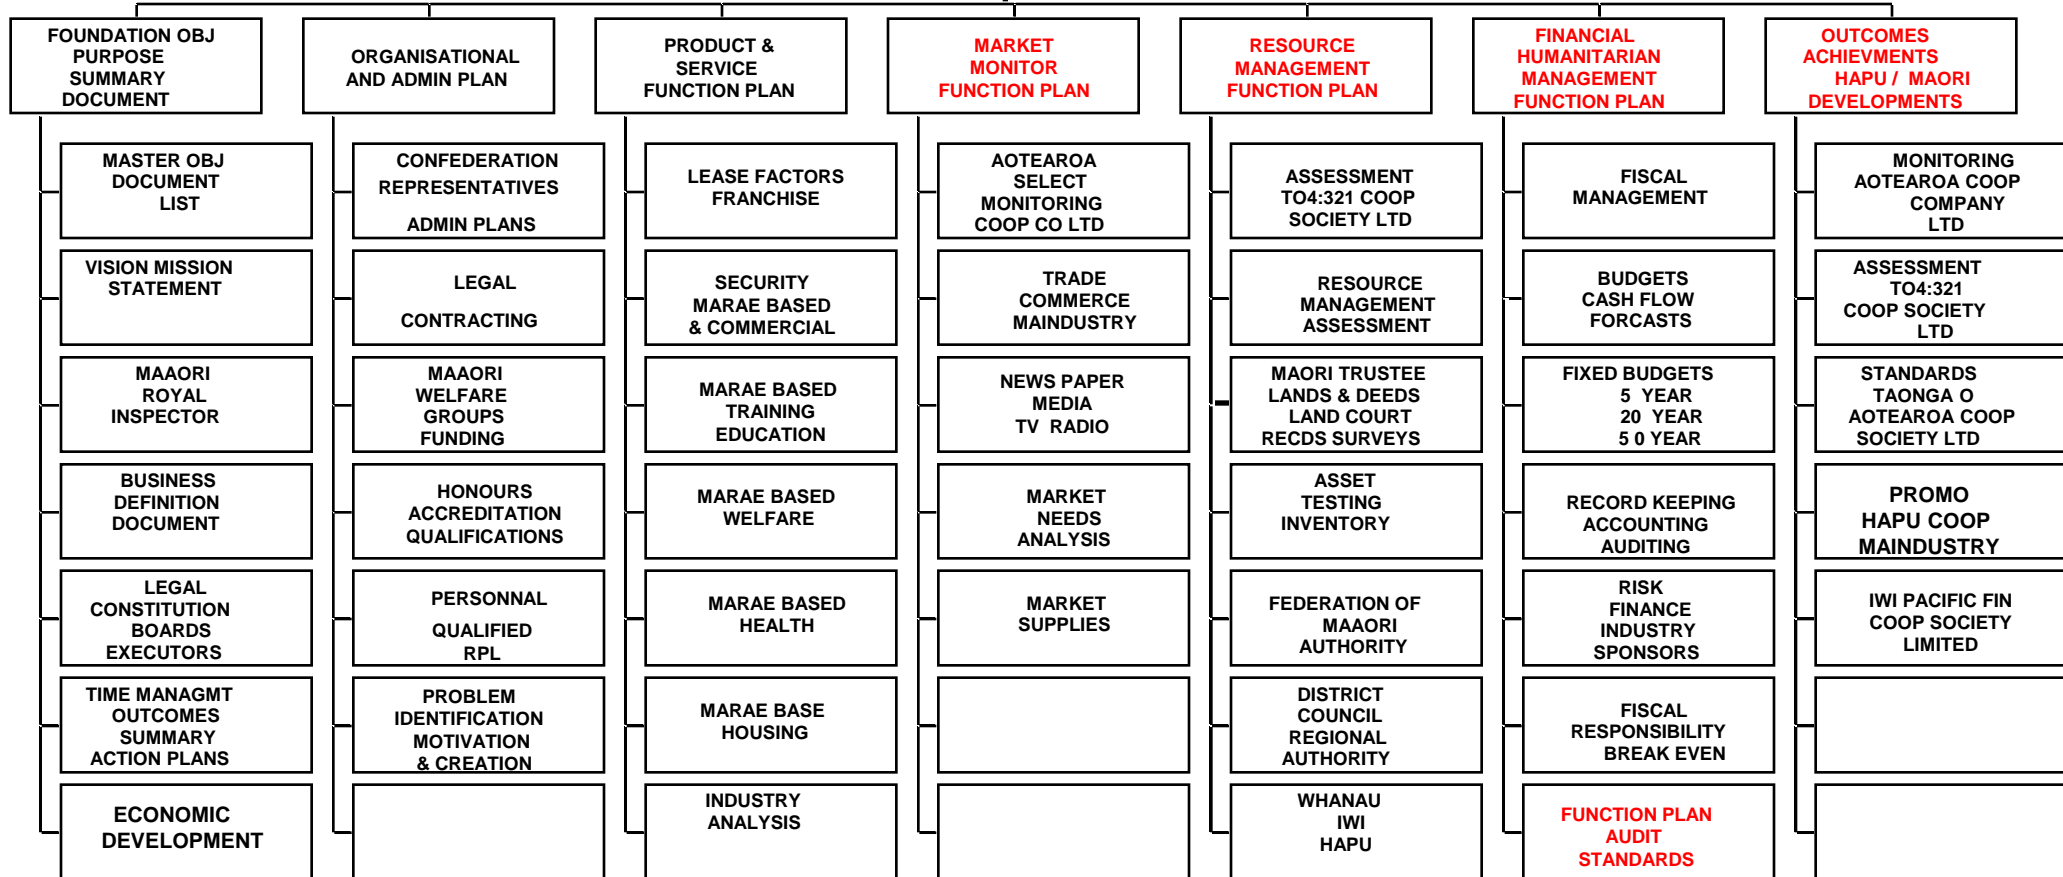 FOUNDATION OBJ
PURPOSE
SUMMARY
DOCUMENT
ORGANISATIONAL
AND ADMIN PLAN
PRODUCT &
SERVICE
FUNCTION PLAN
MARKET
MONITOR
FUNCTION PLAN
RESOURCE
MANAGEMENT
FUNCTION PLAN
FINANCIAL
HUMANITARIAN
MANAGEMENT
FUNCTION PLAN
OUTCOMES
ACHIEVMENTS
HAPU / MAORI
DEVELOPMENTS
MASTER OBJ
DOCUMENT
LIST
CONFEDERATION
REPRESENTATIVES
ADMIN PLANS
LEASE FACTORS
FRANCHISE
AOTEAROA
SELECT
MONITORING
COOP CO LTD
ASSESSMENT
TO4:321 COOP
SOCIETY LTD
FISCAL
MANAGEMENT
MONITORING
AOTEAROA COOP
COMPANY
LTD
VISION MISSION
STATEMENT
LEGAL
CONTRACTING
SECURITY
MARAE BASED
& COMMERCIAL
TRADE
COMMERCE
MAINDUSTRY
RESOURCE
MANAGEMENT
ASSESSMENT
BUDGETS
CASH FLOW
FORCASTS
ASSESSMENT
TO4:321
COOP SOCIETY
LTD
MAAORI
ROYAL
INSPECTOR
MAAORI
WELFARE
GROUPS
FUNDING
MARAE BASED
TRAINING
EDUCATION
NEWS PAPER
MEDIA
TV RADIO
MAORI TRUSTEE
LANDS & DEEDS
LAND COURT
RECDS SURVEYS
FIXED BUDGETS
5 YEAR
20 YEAR
5 0 YEAR
STANDARDS
TAONGA O
AOTEAROA COOP
SOCIETY LTD
BUSINESS
DEFINITION
DOCUMENT
HONOURS
ACCREDITATION
QUALIFICATIONS
MARAE BASED
WELFARE
MARKET
NEEDS
ANALYSIS
ASSET
TESTING
INVENTORY
RECORD KEEPING
ACCOUNTING
AUDITING
PROMO
HAPU COOP
MAINDUSTRY
LEGAL
CONSTITUTION
BOARDS
EXECUTORS
PERSONNAL
QUALIFIED
RPL
MARAE BASED
HEALTH
MARKET
SUPPLIES
FEDERATION OF
MAAORI
AUTHORITY
RISK
FINANCE
INDUSTRY
SPONSORS
IWI PACIFIC FIN
COOP SOCIETY
LIMITED
TIME MANAGMT
OUTCOMES
SUMMARY
ACTION PLANS
PROBLEM
IDENTIFICATION
MOTIVATION
& CREATION
MARAE BASE
HOUSING
DISTRICT
COUNCIL
REGIONAL
AUTHORITY
FISCAL
RESPONSIBILITY
BREAK EVEN
ECONOMIC
DEVELOPMENT
INDUSTRY
ANALYSIS
WHANAU
IWI
HAPU
FUNCTION PLAN
AUDIT
STANDARDS